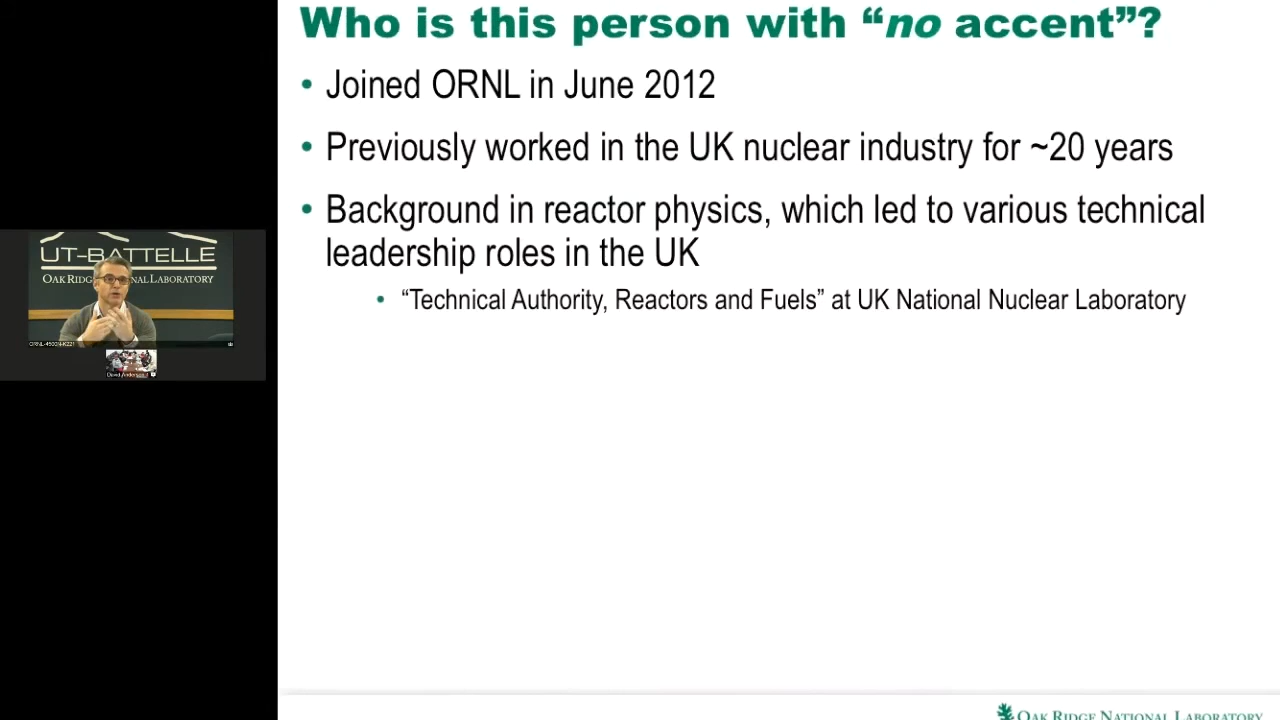 Who is this person with “no accent”?
• Joined ORNL in June 2012
• Previously worked in the UK nuclear industry for ~20 years
• Background in reactor physics, which led to various technical
leadership roles in the UK
• “Technical Authority, Reactors and Fuels” at UK National Nuclear Laboratory
UT-BATTELLE
OAK RIDGE NATIONAL LABORATORY
David Anderson
OAK RIDGE NATIONAL LABORATORY